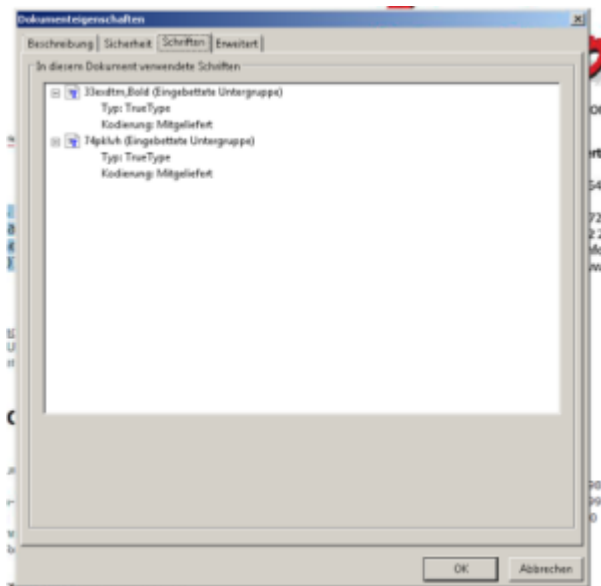 Dokumenteigenschaften
Beschreibung Sicherheit Schriften Erweitert
In diesem Dokument verwendete Schriften
33exdtm,Bold (Eingebettete Untergruppe)
Typ: TrueType
Kodierung: Mitgeliefert
74pklvh (Eingebettete Untergruppe)
Typ: TrueType
Kodierung: Mitgeliefert
OK Abbrechen